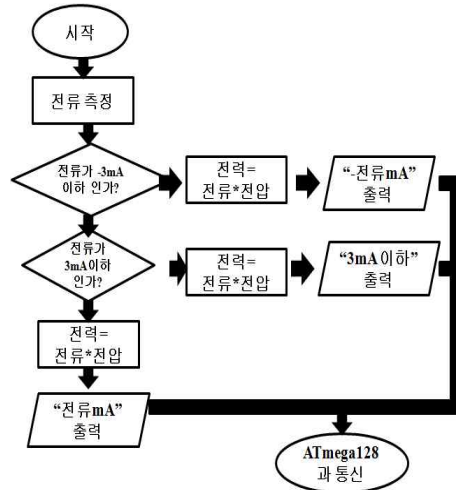 시작
전류 측정
전류가 -3mA
이하 인가?
전력=
전류*전압
“-전류mA”
출력
전류가
3mA이하
인가?
전력=
전류*전압
“3mA이하”
출력
전력=
전류*전압
“전류mA”
출력
ATmega128
과 통신